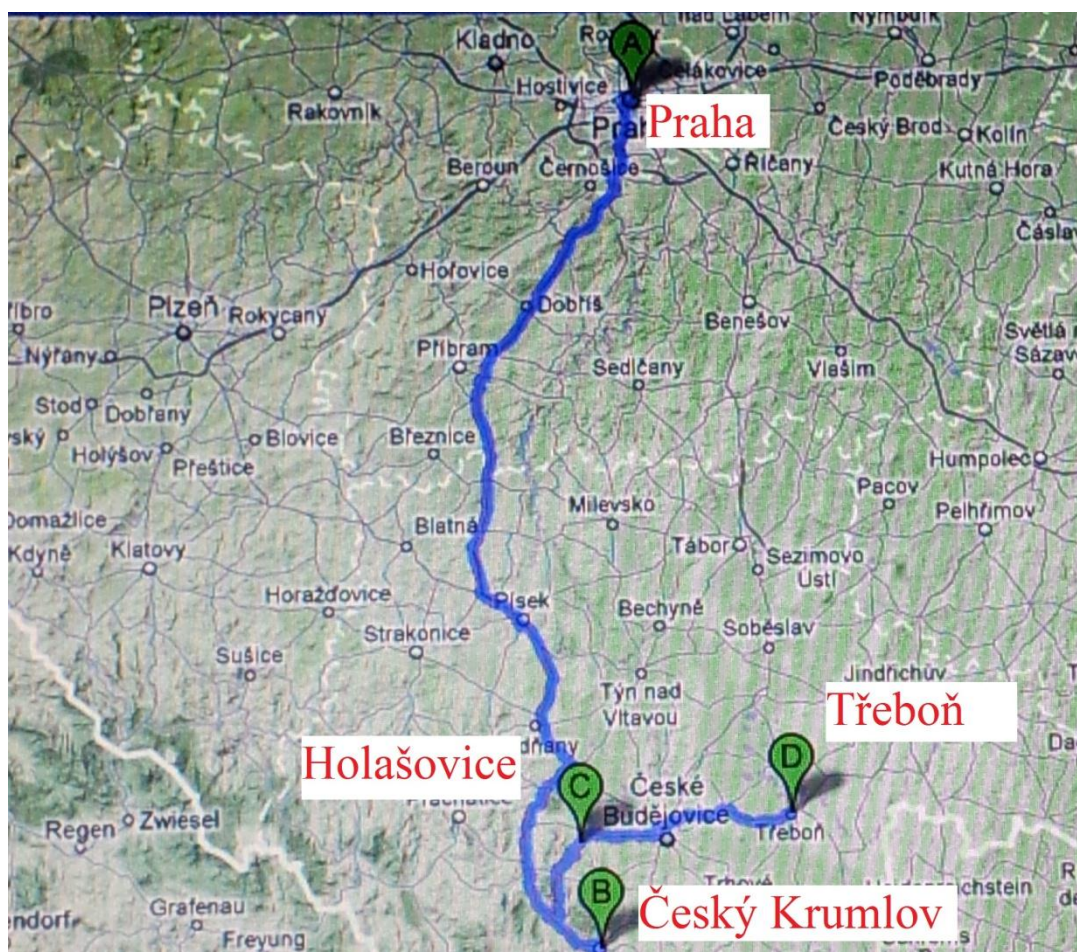 Kladno
A
Nymburk
Čelákovice
Poděbrady
Hostivice
Rakovník
Praha
Český Brod
Kolín
Beroun
Černošice
Říčany
Kutná Hora
Hořovice
Plzeň
Rokycany
Dobříš
Benešov
Nýřany
Příbram
Sedlčany
Vlašim
Stod
Dobřany
Blovice
Březnice
Holýšov
Přeštice
Humpolec
Pacov
Milevsko
Pelhřimov
Domažlice
Blatná
Tábor
Kdyně
Klatovy
Sezimovo
Ústí
Horažďovice
Písek
Bechyně
Strakonice
Soběslav
Sušice
Týn nad
Vltavou
Jindřichův
Třeboň
Holašovice
D
C
České
Budějovice
Prachatice
Regen
Zwiesel
Třeboň
B
Český Krumlov
Trhové
Grafenau
Freyung